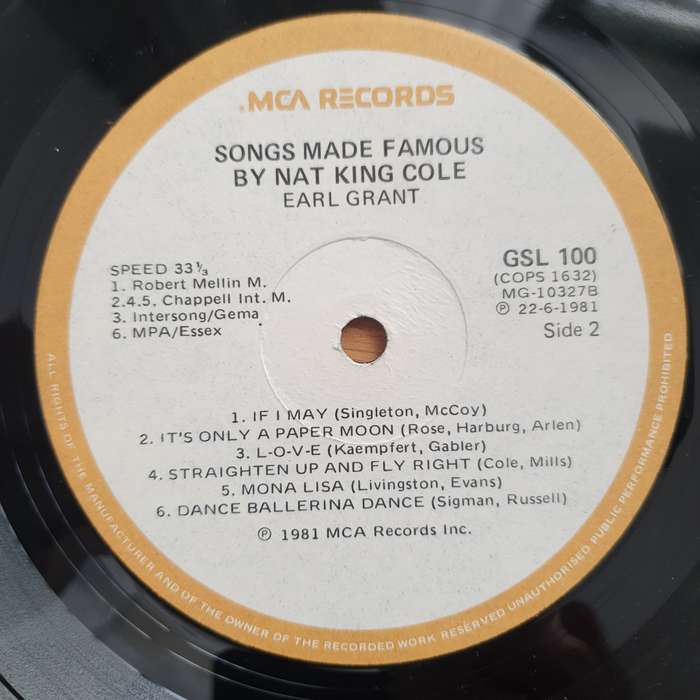 MCA RECORDS
SONGS MADE FAMOUS
BY NAT KING COLE
EARL GRANT
SPEED 33⅓
1. Robert Mellin M.
2.4.5. Chappell Int. M.
3. Intersong/Gema
6. MPA/Essex
GSL 100
(COPS 1632)
MG-10327B
℗ 22-6-1981
Side 2
1. IF I MAY (Singleton, McCoy)
2. IT'S ONLY A PAPER MOON (Rose, Harburg, Arlen)
3. L-O-V-E (Kaempfert, Gabler)
4. STRAIGHTEN UP AND FLY RIGHT (Cole, Mills)
5. MONA LISA (Livingston, Evans)
6. DANCE BALLERINA DANCE (Sigman, Russell)
℗ 1981 MCA Records Inc.
ALL RIGHTS OF THE MANUFACTURER AND OF THE OWNER OF THE RECORDED WORK RESERVED UNAUTHORISED PUBLIC PERFORMANCE PROHIBITED